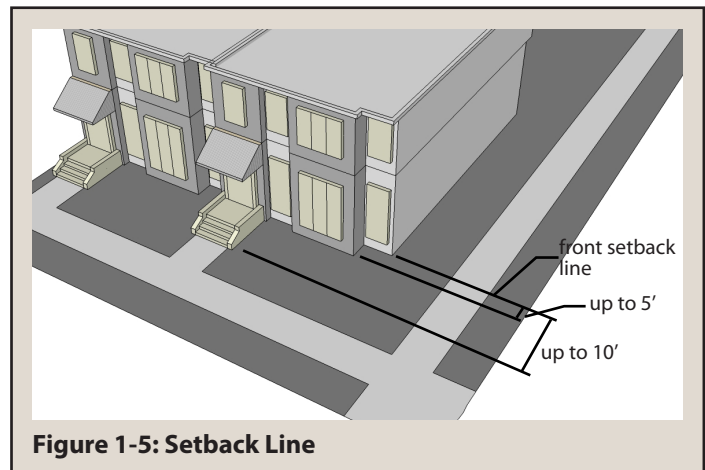 front setback
line
up to 5′
up to 10′
Figure 1-5: Setback Line